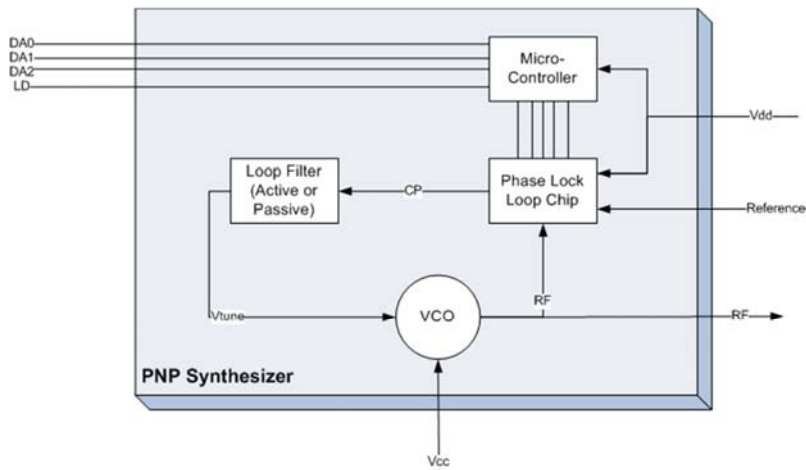 DA0
DA1
DA2
LD
Micro-
Controller
Vdd
Loop Filter
(Active or
Passive)
CP
Phase Lock
Loop Chip
Reference
RF
Vtune
VCO
RF
PNP Synthesizer
Vcc